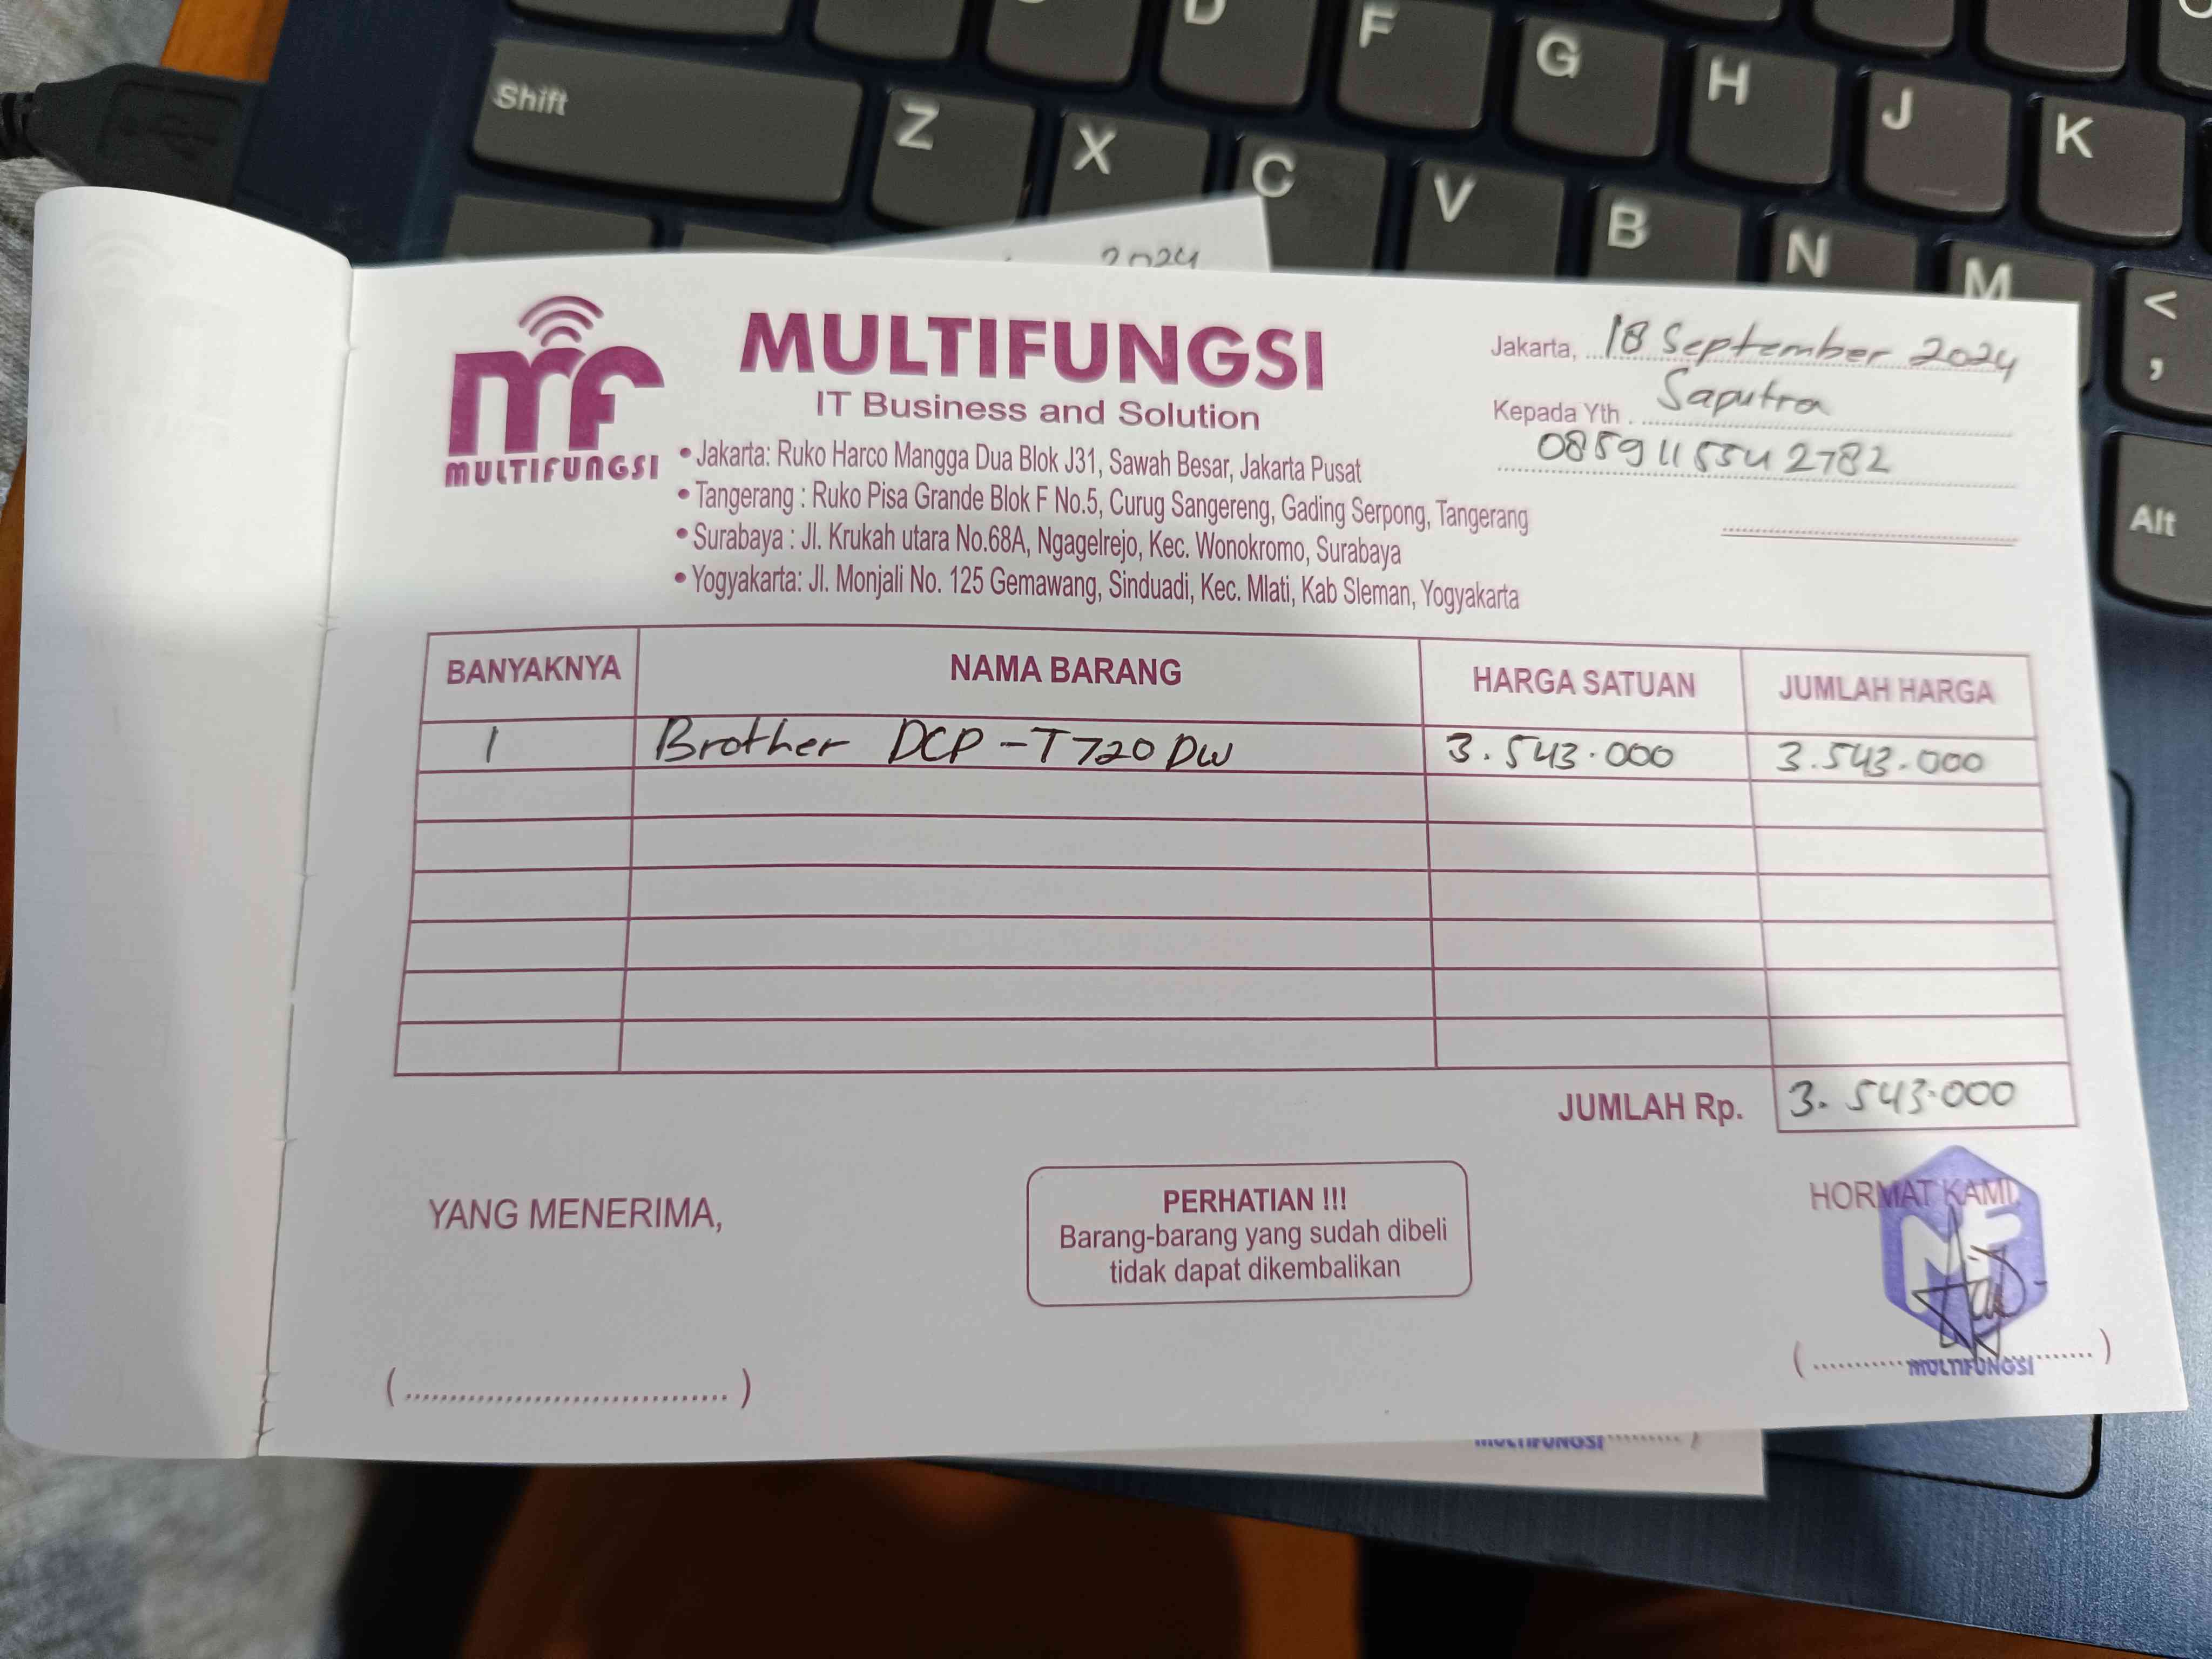 Shift
Z X C V B N M
D F G H J K
<
,
Alt
2024
MULTIFUNGSI
MULTIFUNGSI
IT Business and Solution
• Jakarta: Ruko Harco Mangga Dua Blok J31, Sawah Besar, Jakarta Pusat
• Tangerang : Ruko Pisa Grande Blok F No.5, Curug Sangereng, Gading Serpong, Tangerang
• Surabaya : Jl. Krukah utara No.68A, Ngagelrejo, Kec. Wonokromo, Surabaya
• Yogyakarta: Jl. Monjali No. 125 Gemawang, Sinduadi, Kec. Mlati, Kab Sleman, Yogyakarta
Jakarta, 18 September 2024
Kepada Yth . Saputra
0859115542782
BANYAKNYA NAMA BARANG HARGA SATUAN JUMLAH HARGA
1 Brother DCP-T720DW 3.543.000 3.543.000
JUMLAH Rp. 3.543.000
YANG MENERIMA,
PERHATIAN !!!
Barang-barang yang sudah dibeli
tidak dapat dikembalikan
HORMAT KAMI,
MULTIFUNGSI
MULTIFUNGSI